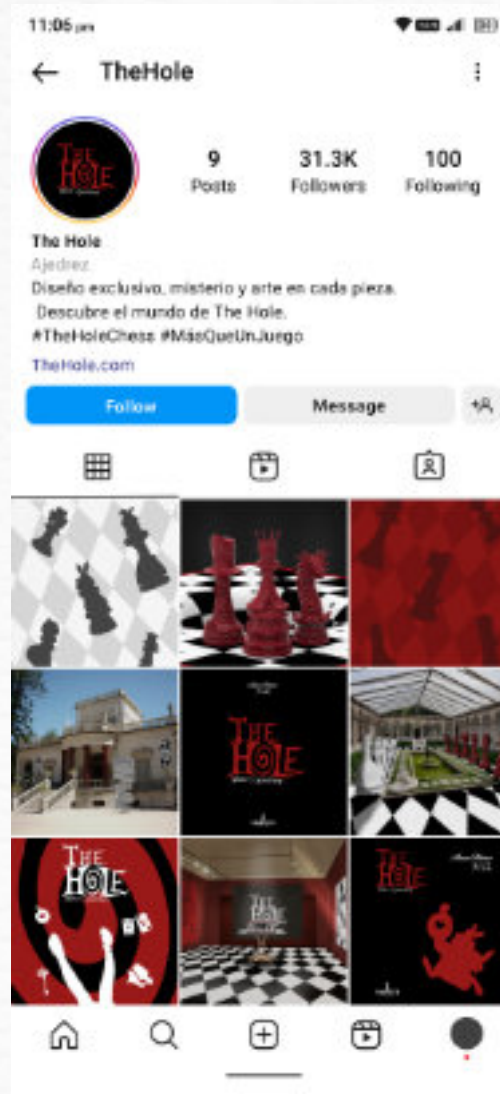 11:06 pm
TheHole
THE HOLE
9
31.3K
100
Posts
Followers
Following
The Hole
Ajedrez
Diseño exclusivo, misterio y arte en cada pieza.
Descubre el mundo de The Hole.
#TheHoleChess #MásQueUnJuego
TheHole.com
Follow
Message
THE
HOLE
THE
HOLE
THE
HOLE
THE
HOLE